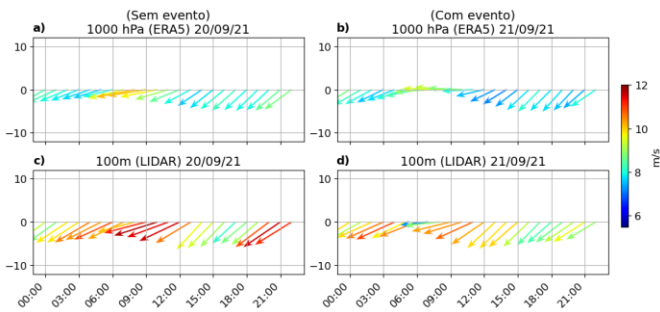 (Sem evento)
1000 hPa (ERA5) 20/09/21
a)
10
0
−10
(Com evento)
1000 hPa (ERA5) 21/09/21
b)
10
0
−10
100m (LIDAR) 20/09/21
c)
10
0
−10
00:00
03:00
06:00
09:00
12:00
15:00
18:00
21:00
100m (LIDAR) 21/09/21
d)
10
0
−10
00:00
03:00
06:00
09:00
12:00
15:00
18:00
21:00
12
10
8
6
m/s